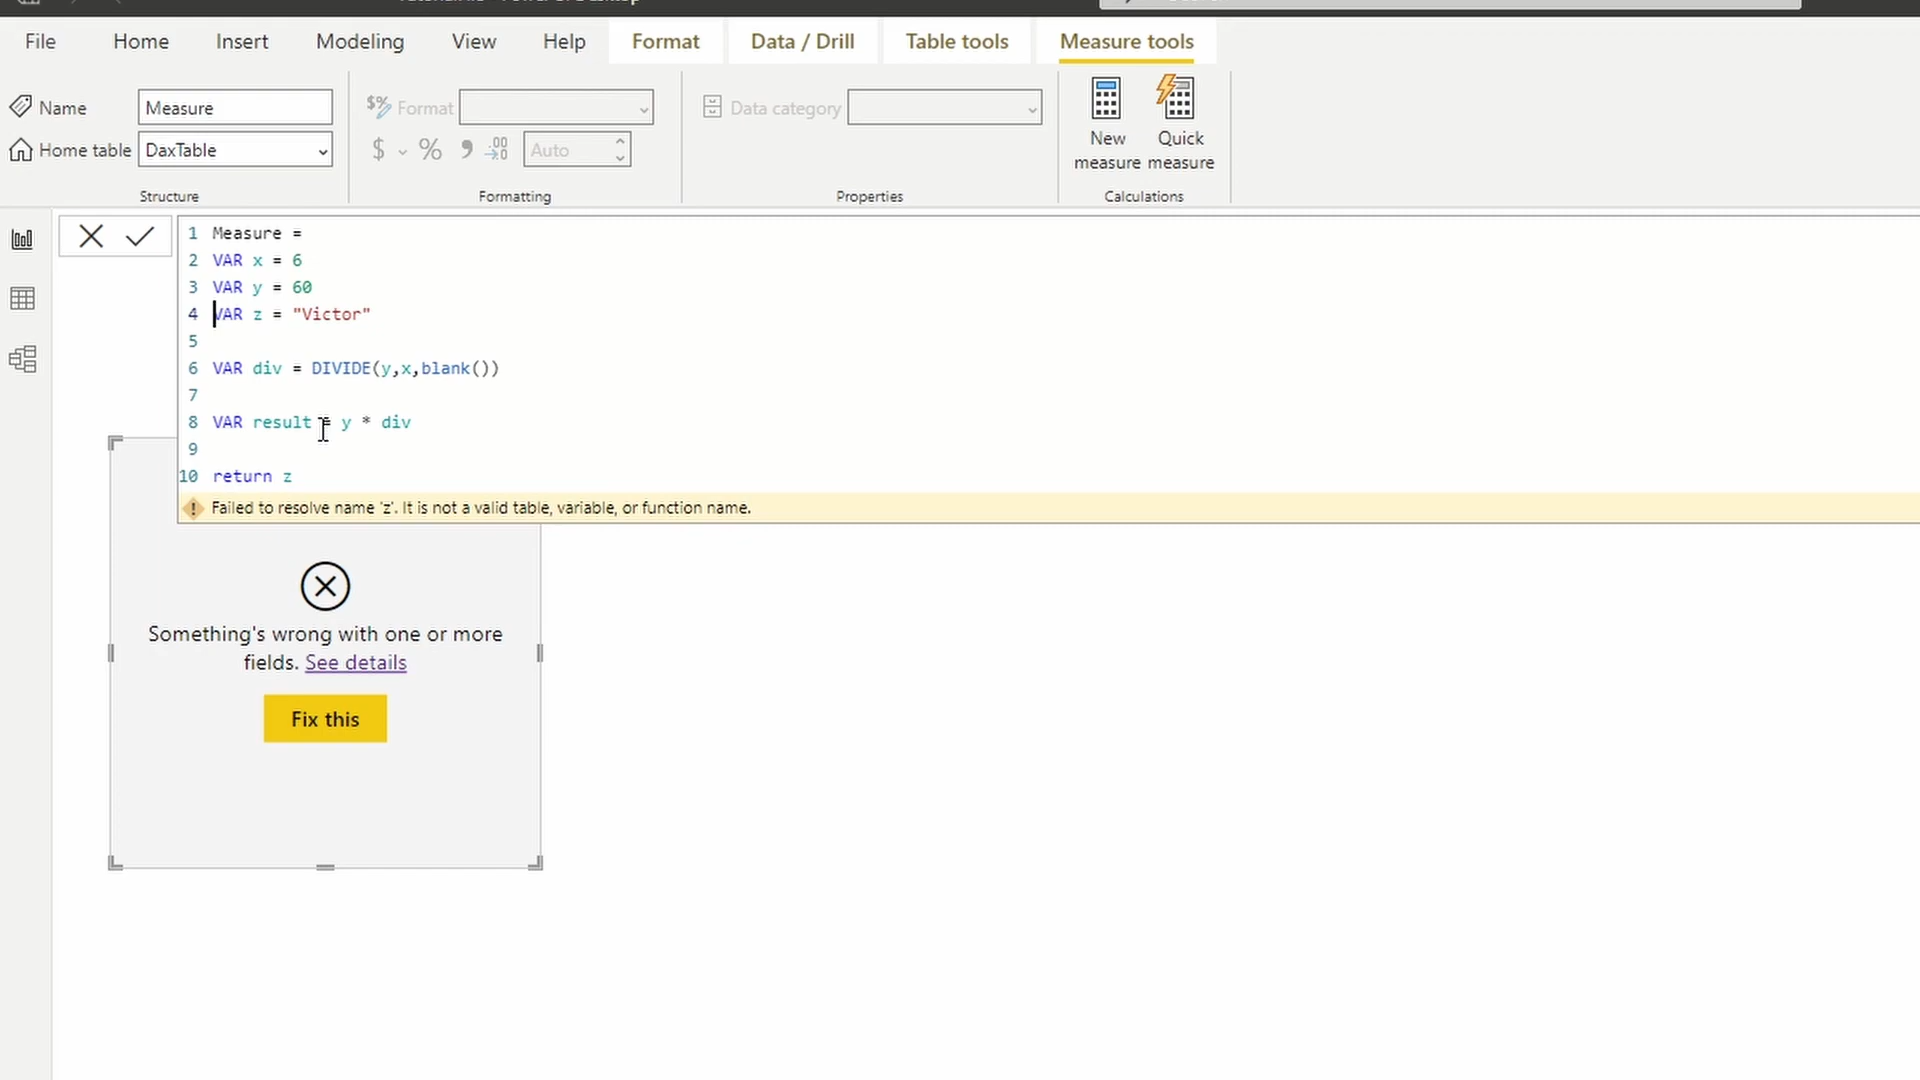 File Home Insert Modeling View Help Format Data / Drill Table tools Measure tools
Name Measure
Home table DaxTable
Structure
$% Format
$ % , .00 Auto
Formatting
Data category
Properties
New measure
Quick measure
Calculations
1 Measure =
2 VAR x = 6
3 VAR y = 60
4 VAR z = "Victor"
5
6 VAR div = DIVIDE(y,x,blank())
7
8 VAR result = y * div
9
10 return z
Failed to resolve name 'z'. It is not a valid table, variable, or function name.
Something's wrong with one or more
fields. See details
Fix this